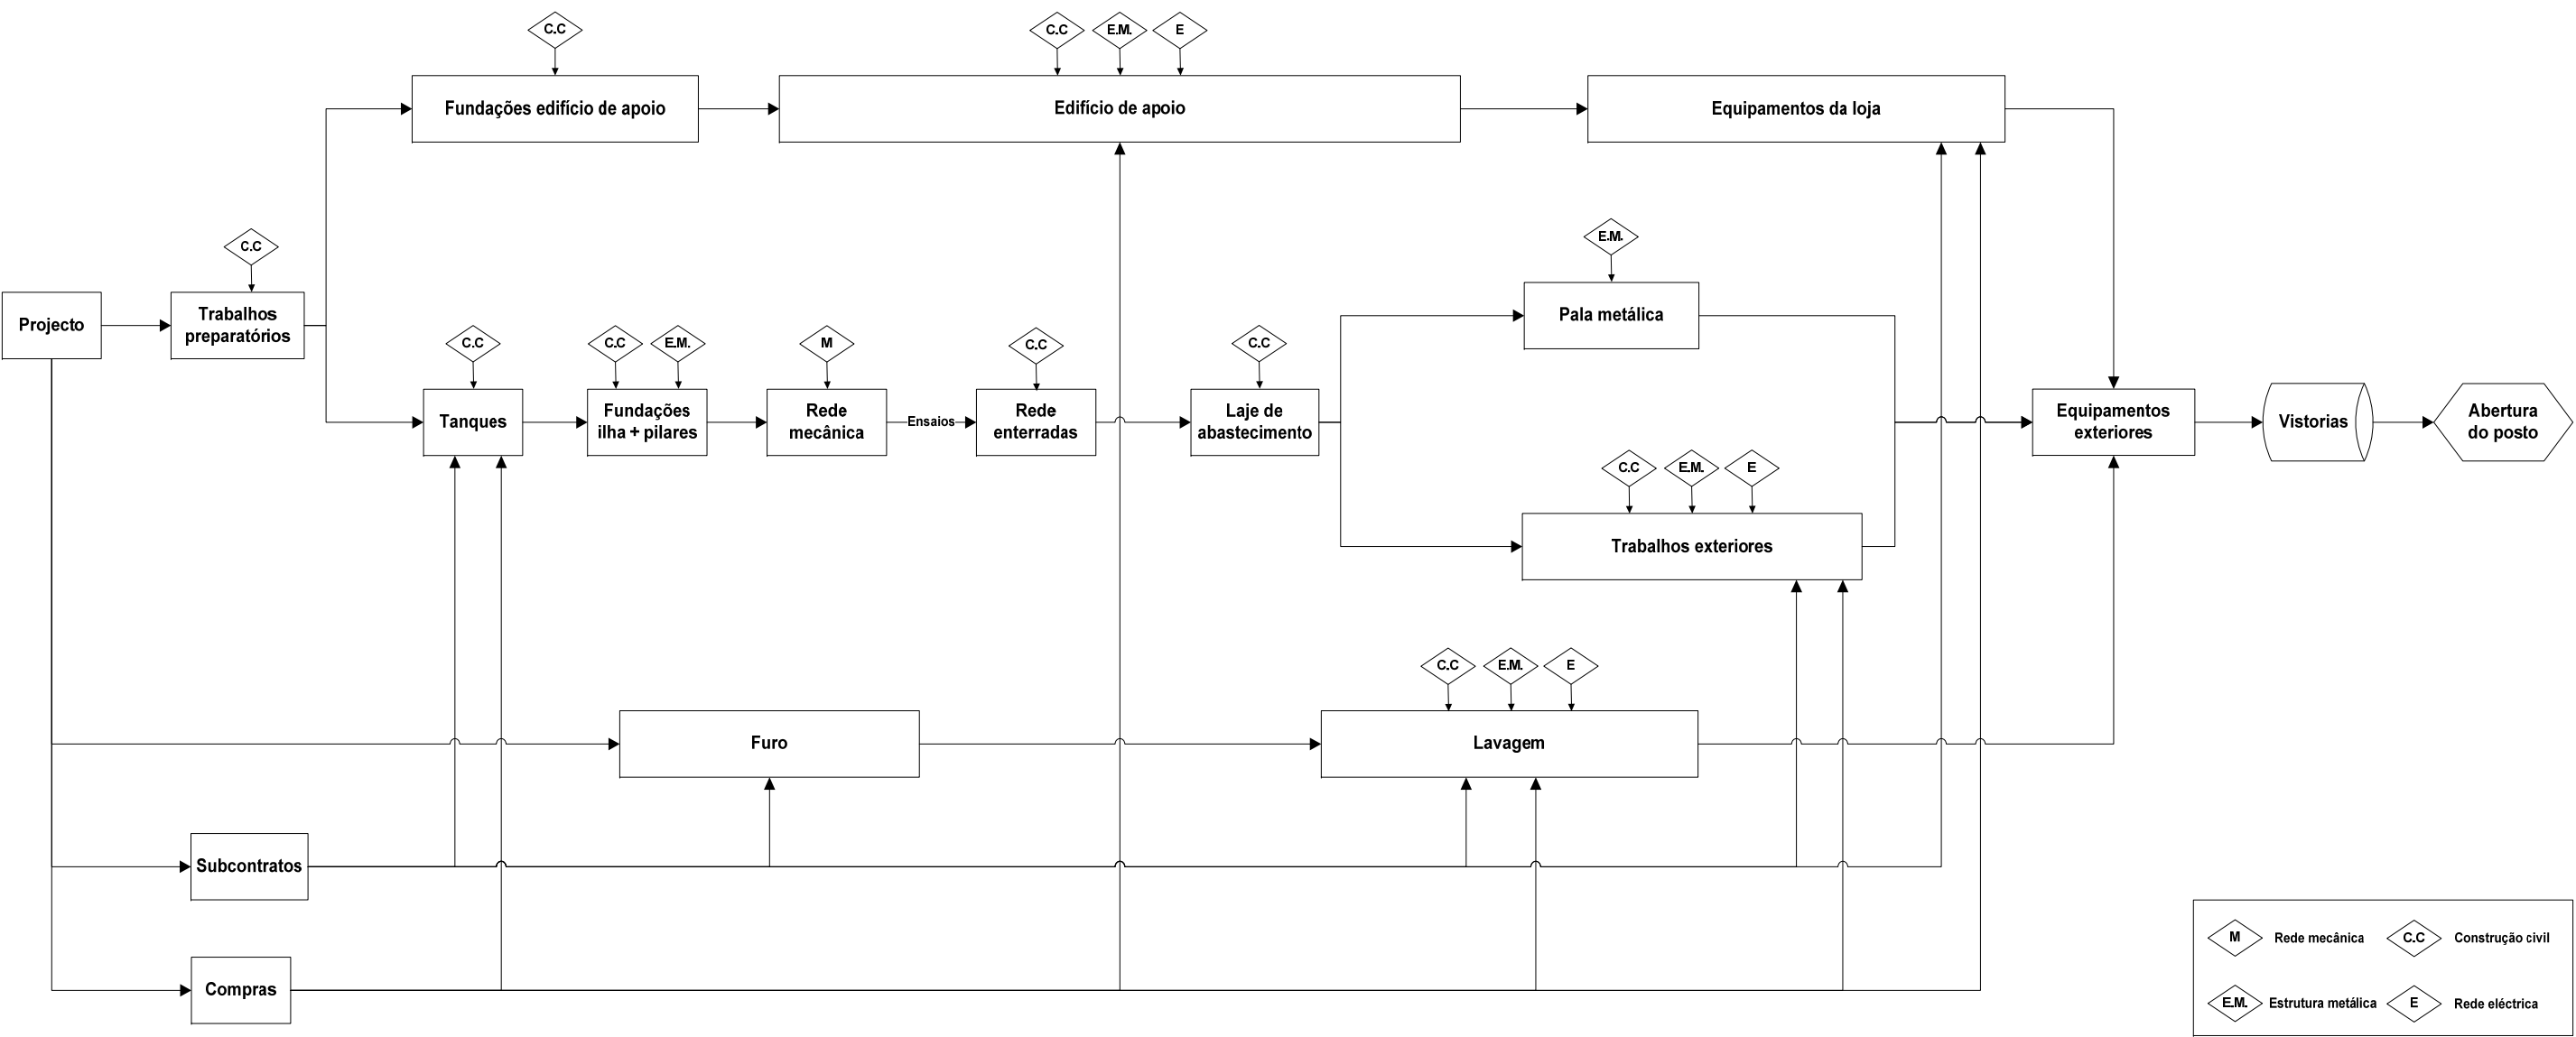 C.C
C.C
E.M.
E
Fundações edifício de apoio
Edifício de apoio
Equipamentos da loja
C.C
E.M.
Projecto
Trabalhos
preparatórios
Pala metálica
C.C
C.C
E.M.
M
C.C
C.C
Tanques
Fundações
ilha + pilares
Rede
mecânica
Ensaios
Rede
enterradas
Laje de
abastecimento
Equipamentos
exteriores
Vistorias
Abertura
do posto
C.C
E.M.
E
Trabalhos exteriores
C.C
E.M.
E
Furo
Lavagem
Subcontratos
Compras
M
Rede mecânica
C.C
Construção civil
E.M.
Estrutura metálica
E
Rede eléctrica